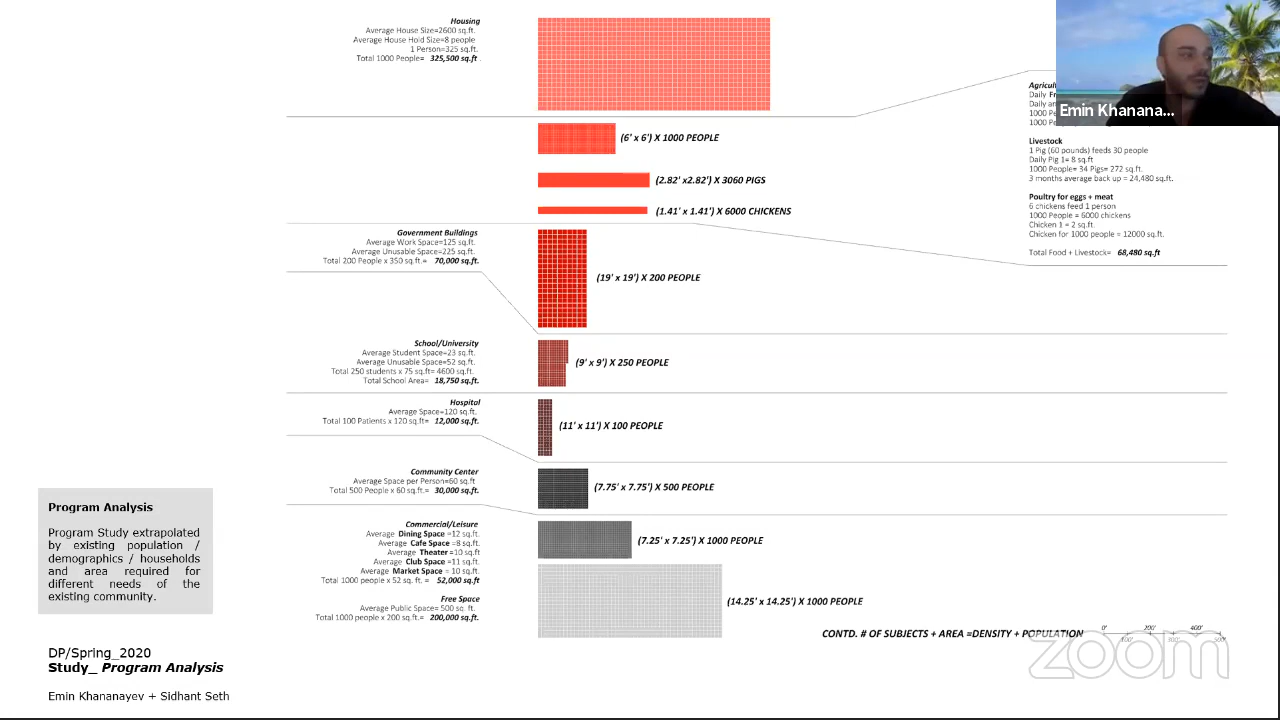 Housing
Average House Size=2600 sq.ft.
Average House Hold Size=8 people
1 Person=325 sq.ft.
Total 1000 People= 325,500 sq.ft.
(6' x 6') X 1000 PEOPLE
(2.82' x2.82') X 3060 PIGS
(1.41' x 1.41') X 6000 CHICKENS
Emin Khanana...
Daily
Daily
1000
1000
Livestock
1 Pig (60 pounds) feeds 30 people
Daily Pig 1= 8 sq.ft
1000 People= 34 Pigs= 272 sq.ft.
3 months average back up = 24,480 sq.ft.
Poultry for eggs + meat
6 chickens feed 1 person
1000 People = 6000 chickens
Chicken 1 = 2 sq.ft.
Chicken for 1000 people = 12000 sq.ft.
Total Food + Livestock= 68,480 sq.ft
Government Buildings
Average Work Space=125 sq.ft.
Average Unusable Space=225 sq.ft.
Total 200 People x 350 sq.ft.= 70,000 sq.ft.
(19' x 19') X 200 PEOPLE
School/University
Average Student Space=23 sq.ft.
Average Unusable Space=52 sq.ft.
Total 250 students x 75 sq.ft= 4600 sq.ft.
Total School Area= 18,750 sq.ft.
(9' x 9') X 250 PEOPLE
Hospital
Average Space=120 sq.ft.
Total 100 Patients x 120 sq.ft= 12,000 sq.ft.
(11' x 11') X 100 PEOPLE
Community Center
Average Space per Person=60 sq.ft
Total 500 People x 60 sq.ft.= 30,000 sq.ft.
(7.75' x 7.75') X 500 PEOPLE
Commercial/Leisure
Average Dining Space =12 sq.ft.
Average Cafe Space =8 sq.ft.
Average Theater =10 sq.ft
Average Club Space =11 sq.ft.
Average Market Space = 10 sq.ft.
Total 1000 people x 52 sq. ft. = 52,000 sq.ft
(7.25' x 7.25') X 1000 PEOPLE
Free Space
Average Public Space= 500 sq. ft.
Total 1000 people x 200 sq.ft.= 200,000 sq.ft.
(14.25' x 14.25') X 1000 PEOPLE
CONTD. # OF SUBJECTS + AREA =DENSITY + POPULATION
0' 200' 400'
100' 300' 500'
zoom
Program Analysis
Program Study extrapolated
by existing population /
demographics / households
and area required for
different needs of the
existing community.
DP/Spring_2020
Study_ Program Analysis
Emin Khananayev + Sidhant Seth